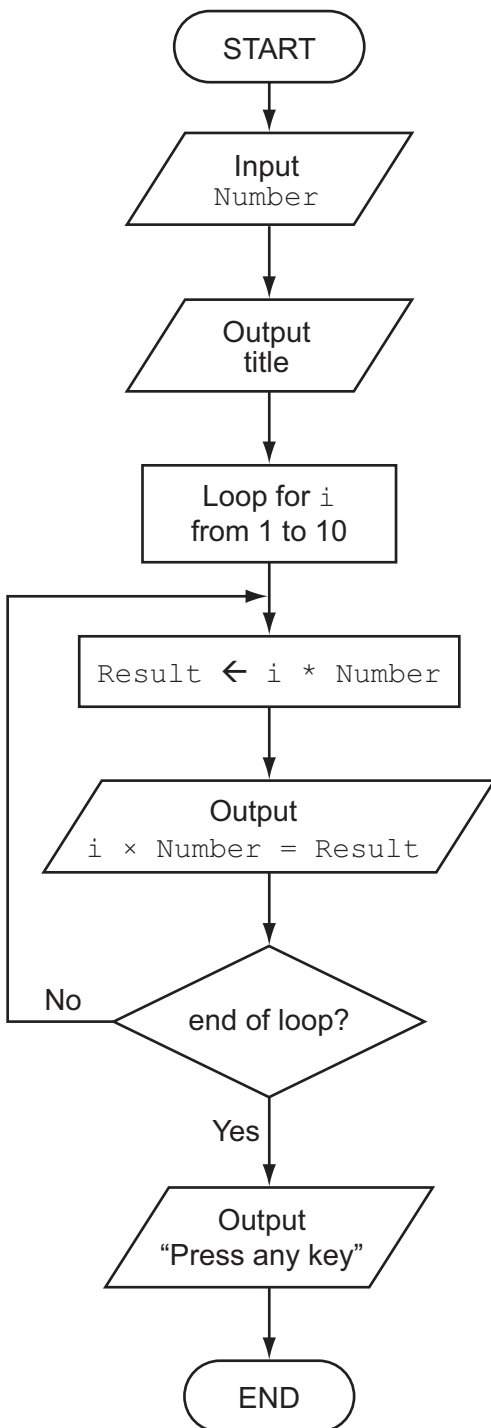 START
Input
Number
Output
title
Loop for i
from 1 to 10
Result ← i * Number
Output
i × Number = Result
No
end of loop?
Yes
Output
“Press any key”
END